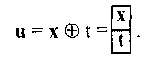 u = x ⊕ t = [x / t] .